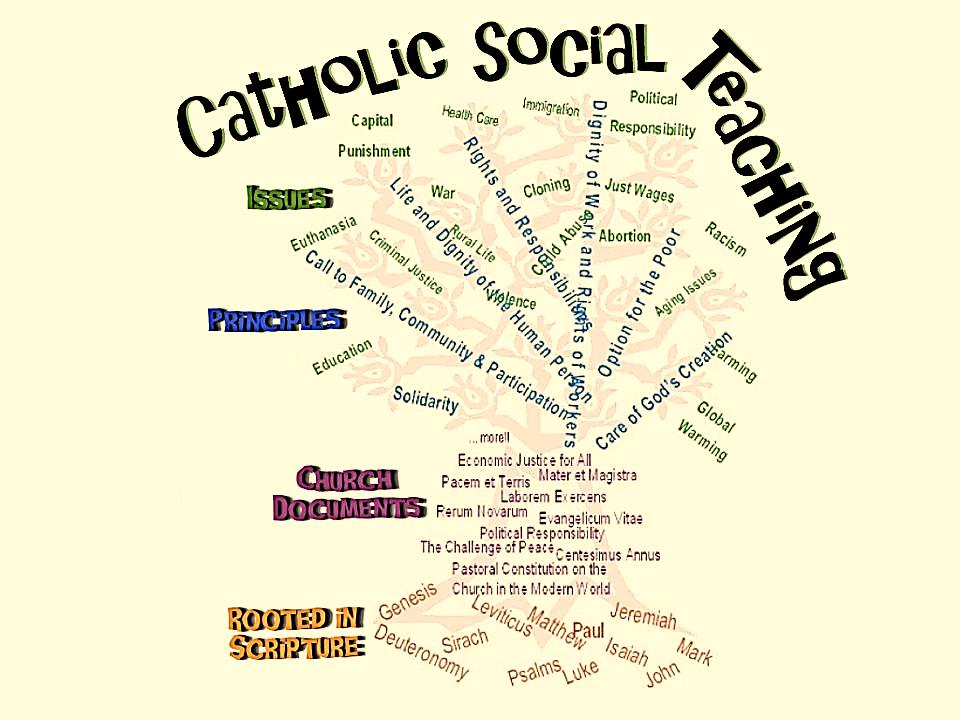 Catholic Social Teaching
Political
Health Care
Immigration
Capital
Punishment
Responsibility
Dignity of Work and Rights of Workers
Rights and Responsibilities
Life and Dignity of the Human Person
War
Cloning
Just Wages
Issues
Euthanasia
Criminal Justice
Rural Life
Child Abuse
Abortion
Racism
Call to Family, Community & Participation
Violence
Option for the Poor
Aging Issues
Principles
Education
Farming
Solidarity
Care of God's Creation
Global
Warming
...more!!
Economic Justice for All
Church
Documents
Pacem et Terris
Mater et Magistra
Laborem Exercens
Rerum Novarum
Evangelicum Vitae
Political Responsibility
The Challenge of Peace
Centesimus Annus
Pastoral Constitution on the
Church in the Modern World
Rooted in
Scripture
Genesis
Leviticus
Matthew
Paul
Jeremiah
Deuteronomy
Sirach
Isaiah
Mark
Psalms
Luke
John